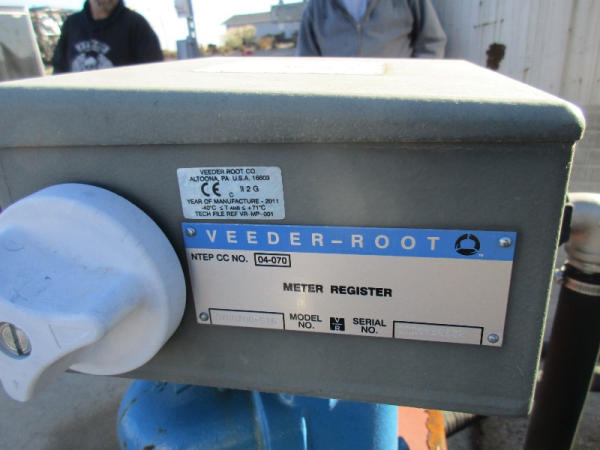 VEEDER ROOT CO.
ALTOONA, PA U.S.A. 16603
CE C II 2 G
YEAR OF MANUFACTURE - 2011
-40°C ≤ T AMB ≤ +71°C
TECH FILE REF VR-MP-001
VEEDER-ROOT
NTEP CC NO. 04-070
METER REGISTER
MODEL NO. V R SERIAL NO.